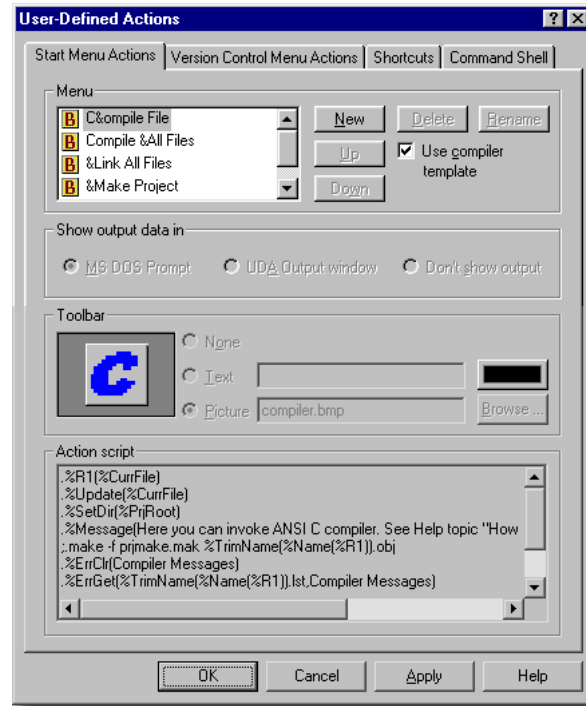 User-Defined Actions
Start Menu Actions Version Control Menu Actions Shortcuts Command Shell
Menu
C&ompile File
Compile &All Files
&Link All Files
&Make Project
New Delete Rename
Up
Down
Use compiler
template
Show output data in
MS DOS Prompt UDA Output window Don't show output
Toolbar
C
None
Text
Picture compiler.bmp Browse ...
Action script
.%R1(%CurrFile)
.%Update(%CurrFile)
.%SetDir(%PrjRoot)
.%Message(Here you can invoke ANSI C compiler. See Help topic "How
;.make -f prjmake.mak %TrimName(%Name(%R1)).obj
.%ErrClr(Compiler Messages)
.%ErrGet(%TrimName(%Name(%R1)).lst,Compiler Messages)
OK Cancel Apply Help